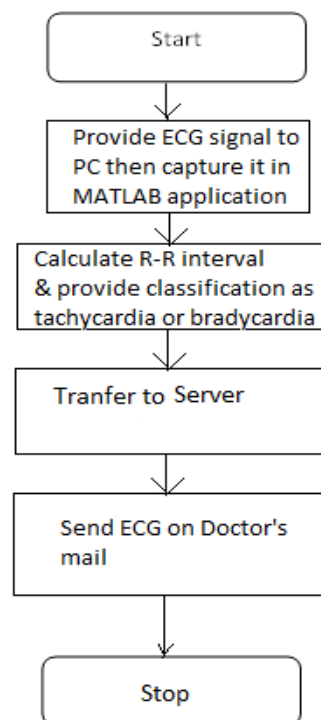 Start
Provide ECG signal to
PC then capture it in
MATLAB application
Calculate R-R interval
& provide classification as
tachycardia or bradycardia
Tranfer to Server
Send ECG on Doctor's
mail
Stop